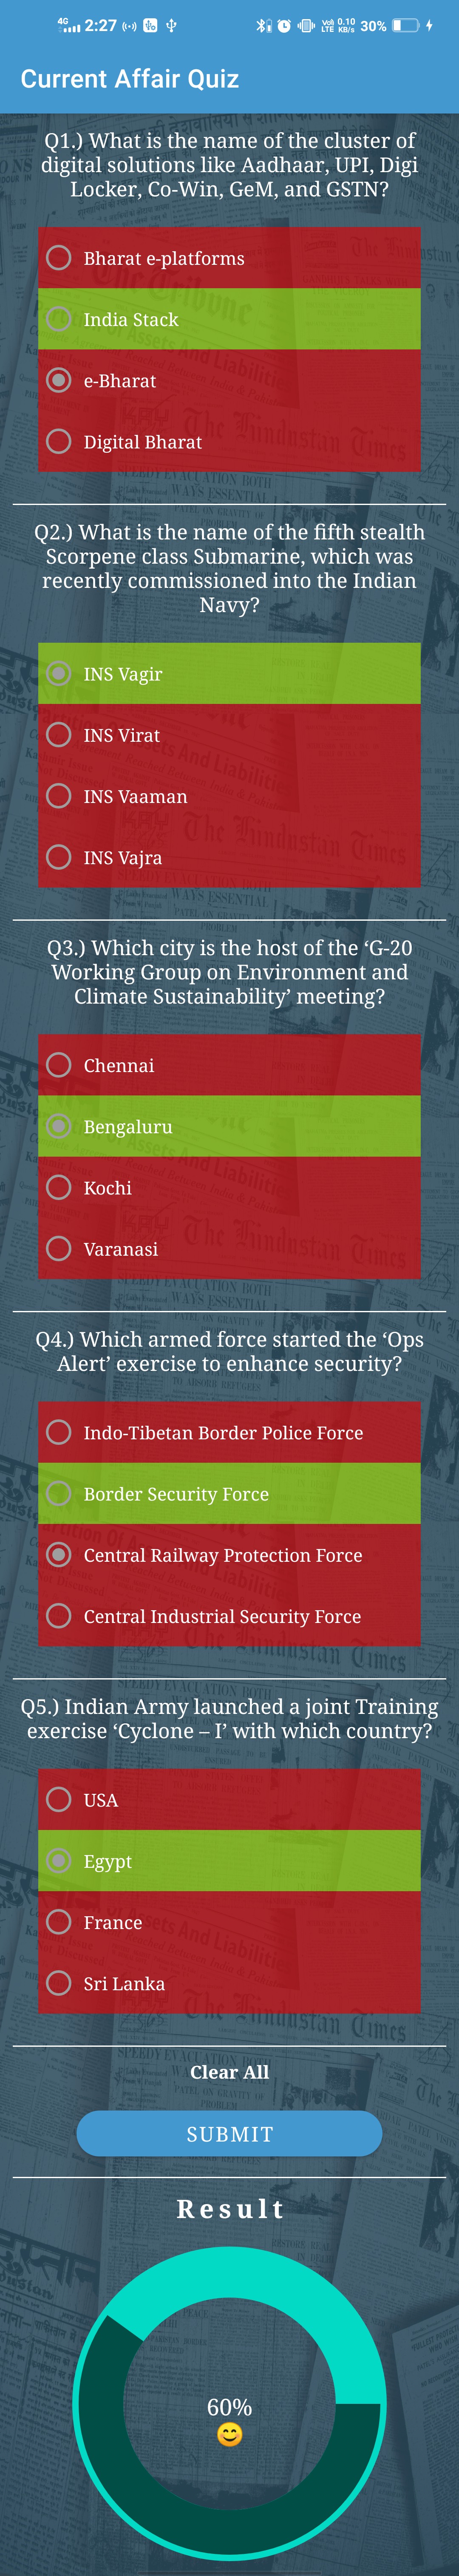 4G 2:27 Voi) LTE 0.10 KB/s 30%
Current Affair Quiz
Q1.) What is the name of the cluster of
digital solutions like Aadhaar, UPI, Digi
Locker, Co-Win, GeM, and GSTN?
Bharat e-platforms
India Stack
e-Bharat
Digital Bharat
Q2.) What is the name of the fifth stealth
Scorpene class Submarine, which was
recently commissioned into the Indian
Navy?
INS Vagir
INS Virat
INS Vaaman
INS Vajra
Q3.) Which city is the host of the ‘G-20
Working Group on Environment and
Climate Sustainability’ meeting?
Chennai
Bengaluru
Kochi
Varanasi
Q4.) Which armed force started the ‘Ops
Alert’ exercise to enhance security?
Indo-Tibetan Border Police Force
Border Security Force
Central Railway Protection Force
Central Industrial Security Force
Q5.) Indian Army launched a joint Training
exercise ‘Cyclone – I’ with which country?
USA
Egypt
France
Sri Lanka
Clear All
SUBMIT
Result
60%